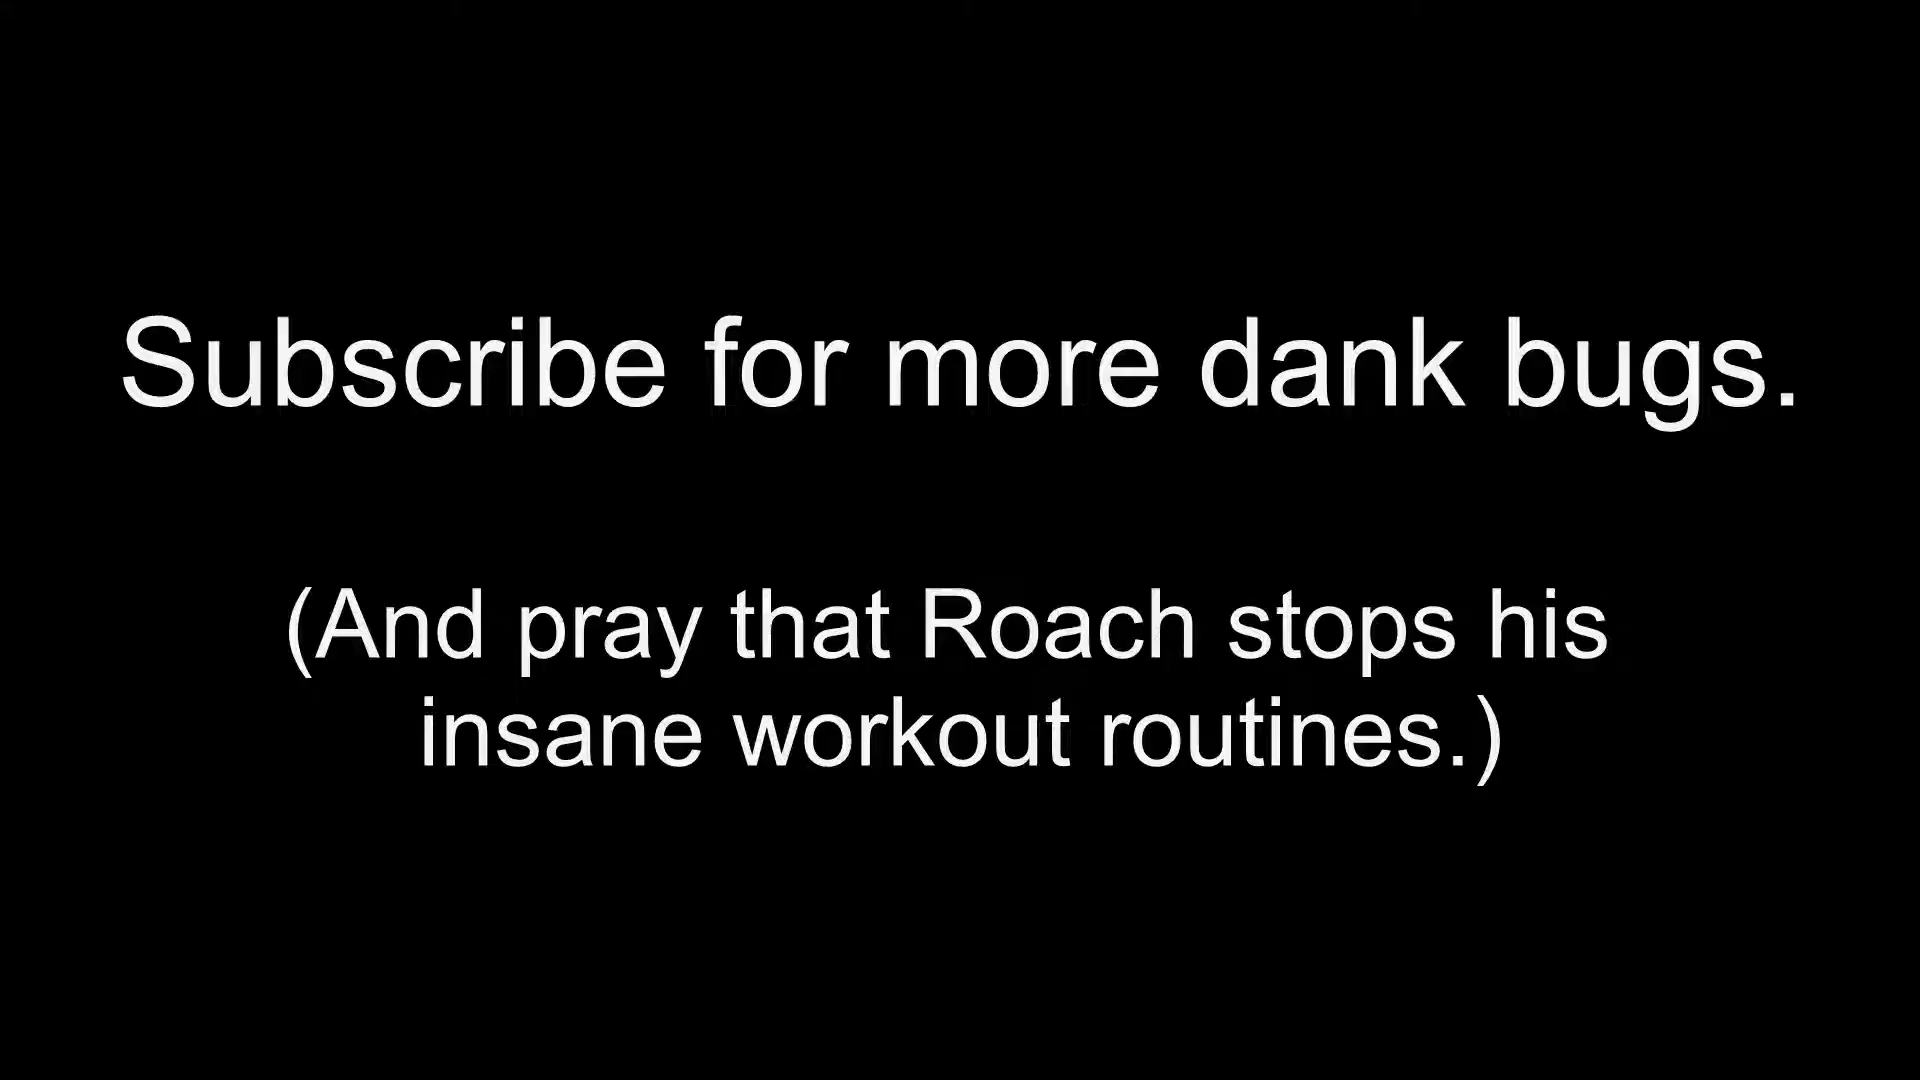 Subscribe for more dank bugs.
(And pray that Roach stops his
insane workout routines.)